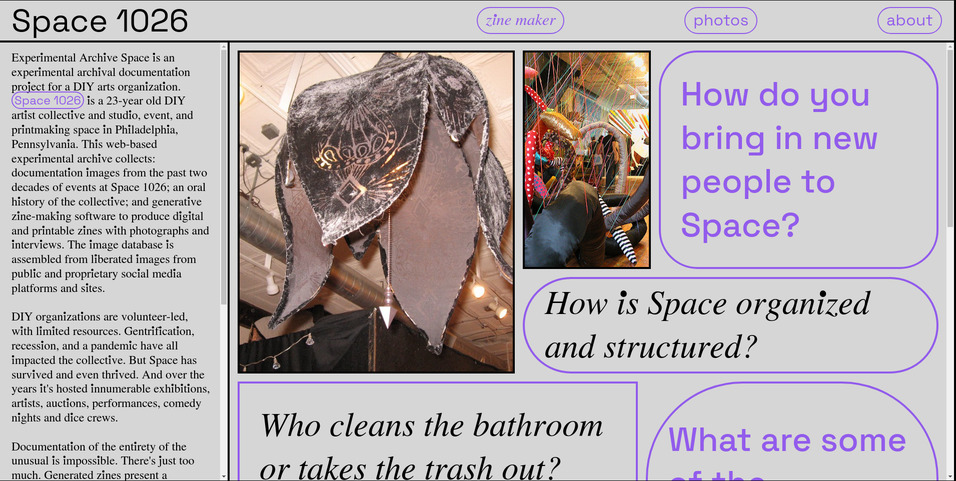 Space 1026
zine maker
photos
about
Experimental Archive Space is an
experimental archival documentation
project for a DIY arts organization.
Space 1026 is a 23-year old DIY
artist collective and studio, event, and
printmaking space in Philadelphia,
Pennsylvania. This web-based
experimental archive collects:
documentation images from the past two
decades of events at Space 1026; an oral
history of the collective; and generative
zine-making software to produce digital
and printable zines with photographs and
interviews. The image database is
assembled from liberated images from
public and proprietary social media
platforms and sites.
DIY organizations are volunteer-led,
with limited resources. Gentrification,
recession, and a pandemic have all
impacted the collective. But Space has
survived and even thrived. And over the
years it's hosted innumerable exhibitions,
artists, auctions, performances, comedy
nights and dice crews.
Documentation of the entirety of the
unusual is impossible. There's just too
much. Generated zines present a
How do you
bring in new
people to
Space?
How is Space organized
and structured?
Who cleans the bathroom
or takes the trash out?
What are some
of the